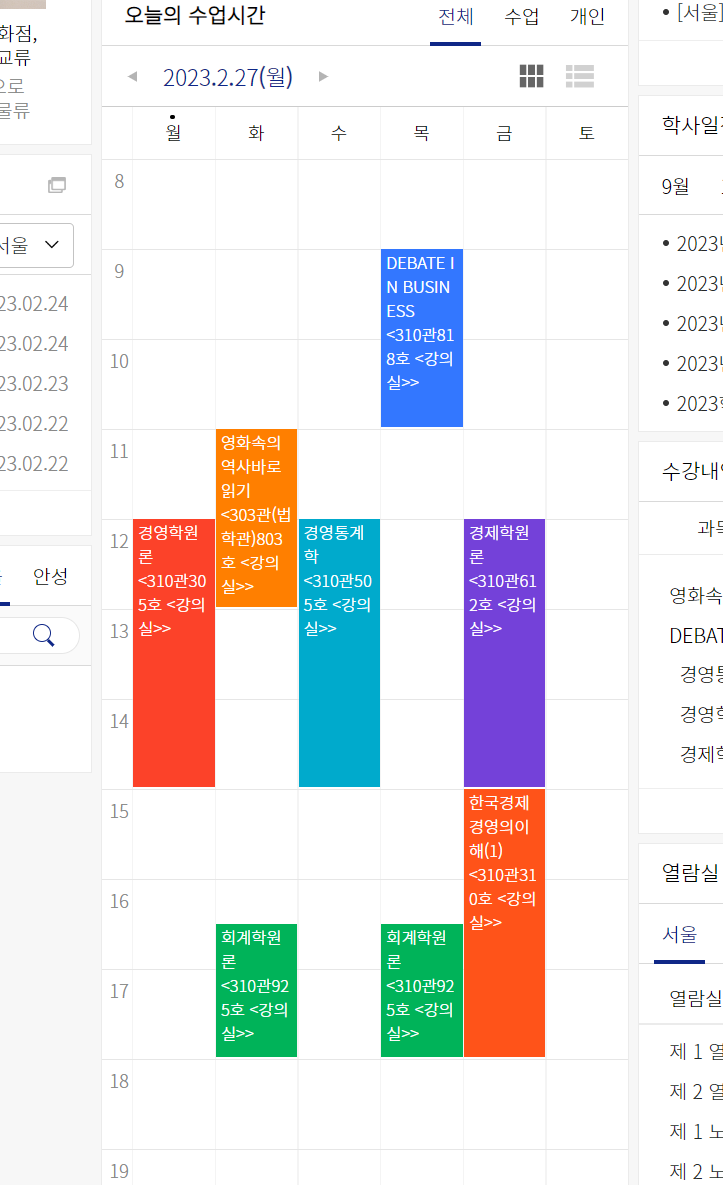 화점,
교류
으로
물류
서울
23.02.24
23.02.24
23.02.23
23.02.22
23.02.22
안성
오늘의 수업시간
전체 수업 개인
2023.2.27(월)
월 화 수 목 금 토
8
9
10
11
12
13
14
15
16
17
18
19
DEBATE I
N BUSIN
ESS
<310관81
8호 <강의
실>>
영화속의
역사바로
읽기
<303관(법
학관)803
호 <강의
실>>
경영학원
론
<310관30
5호 <강의
실>>
경영통계
학
<310관50
5호 <강의
실>>
경제학원
론
<310관61
2호 <강의
실>>
한국경제
경영의이
해(1)
<310관31
0호 <강의
실>>
회계학원
론
<310관92
5호 <강의
실>>
회계학원
론
<310관92
5호 <강의
실>>
• [서울]
학사일
9월
• 2023
• 2023
• 2023
• 2023
• 2023
수강내
과
영화속
DEBAT
경영
경영
경제
열람실
서울
열람실
제 1 열
제 2 열
제 1 노
제 2 노